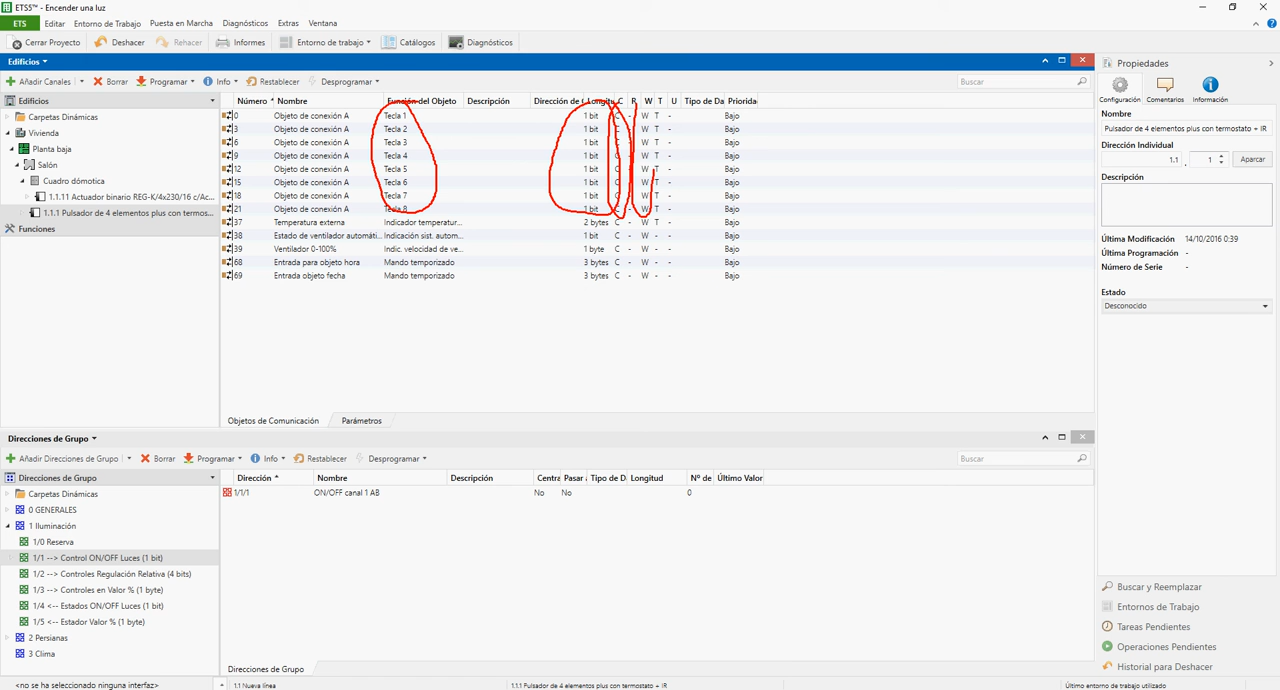 ETS5™ - Encender una luz
ETS Editar Entorno de Trabajo Puesta en Marcha Diagnósticos Extras Ventana
Cerrar Proyecto Deshacer Rehacer Informes Entorno de trabajo Catálogos Diagnósticos
Edificios
Añadir Canales Borrar Programar Info Restablecer Desprogramar Buscar
Edificios
Carpetas Dinámicas
Vivienda
Planta baja
Salón
Cuadro dómotica
1.1.11 Actuador binario REG-K/4x230/16 c/Ac...
1.1.1 Pulsador de 4 elementos plus con termos...
Funciones
Número Nombre Función del Objeto Descripción Dirección de Longitu C R W T U Tipo de Da Priorida
0 Objeto de conexión A Tecla 1 1 bit C - W T - Bajo
3 Objeto de conexión A Tecla 2 1 bit C - W T - Bajo
6 Objeto de conexión A Tecla 3 1 bit C - W T - Bajo
9 Objeto de conexión A Tecla 4 1 bit C - W T - Bajo
12 Objeto de conexión A Tecla 5 1 bit C - W T - Bajo
15 Objeto de conexión A Tecla 6 1 bit C - W T - Bajo
18 Objeto de conexión A Tecla 7 1 bit C - W T - Bajo
21 Objeto de conexión A Tecla 8 1 bit C - W T - Bajo
37 Temperatura externa Indicador temperatur... 2 bytes C - W - - Bajo
38 Estado de ventilador automáti... Indicación sist. autom... 1 bit C - W - - Bajo
39 Ventilador 0-100% Indic. velocidad de ve... 1 byte C - W - - Bajo
68 Entrada para objeto hora Mando temporizado 3 bytes C - W - - Bajo
69 Entrada objeto fecha Mando temporizado 3 bytes C - W - - Bajo
Objetos de Comunicación Parámetros
Propiedades
Configuración Comentarios Información
Nombre
Pulsador de 4 elementos plus con termostato + IR
Dirección Individual
1.1 . 1 Aparcar
Descripción
Última Modificación 14/10/2016 0:39
Última Programación -
Número de Serie -
Estado
Desconocido
Direcciones de Grupo
Añadir Direcciones de Grupo Borrar Programar Info Restablecer Desprogramar Buscar
Direcciones de Grupo
Carpetas Dinámicas
0 GENERALES
1 Iluminación
1/0 Reserva
1/1 --> Control ON/OFF Luces (1 bit)
1/2 --> Controles Regulación Relativa (4 bits)
1/3 --> Controles en Valor % (1 byte)
1/4 <-- Estados ON/OFF Luces (1 bit)
1/5 <-- Estador Valor % (1 byte)
2 Persianas
3 Clima
Dirección Nombre Descripción Centra Pasar Tipo de D Longitud Nº de Último Valor
1/1/1 ON/OFF canal 1 AB No No 0
Direcciones de Grupo
Buscar y Reemplazar
Entornos de Trabajo
Tareas Pendientes
Operaciones Pendientes
Historial para Deshacer
<no se ha seleccionado ninguna interfaz> 1.1 Nueva línea 1.1.1 Pulsador de 4 elementos plus con termostato + IR Último entorno de trabajo utilizado